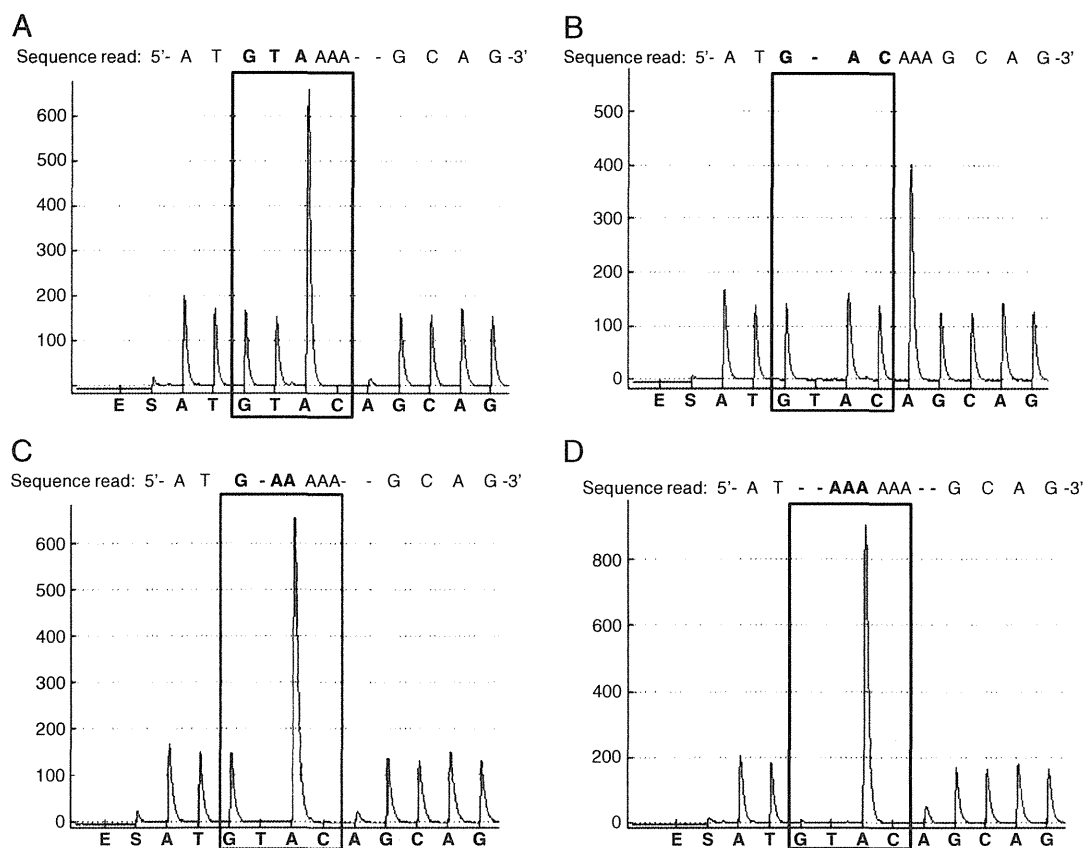 A
Sequence read: 5'- A T G T A AAA - - G C A G -3'
600
500
400
300
200
100
E S A T G T A C A G C A G
B
Sequence read: 5'- A T G - A C AAA G C A G -3'
500
400
300
200
100
0
E S A T G T A C A G C A G
C
Sequence read: 5'- A T G - AA AAA- - G C A G -3'
600
500
400
300
200
100
0
E S A T G T A C A G C A G
D
Sequence read: 5'- A T - - AAA AAA - - G C A G -3'
800
600
400
200
0
E S A T G T A C A G C A G